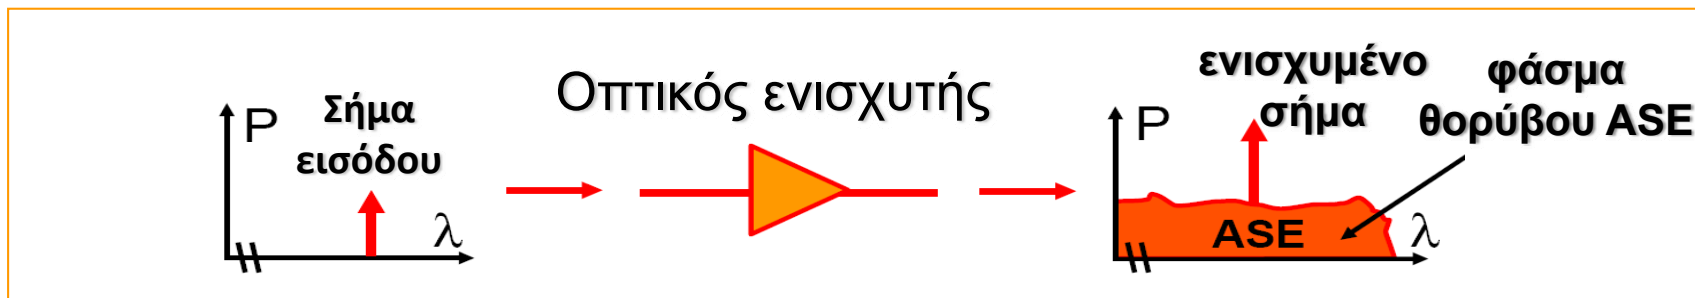 P
Σήμα
εισόδου
λ
Οπτικός ενισχυτής
P
ενισχυμένο
σήμα
φάσμα
θορύβου ASE
ASE
λ